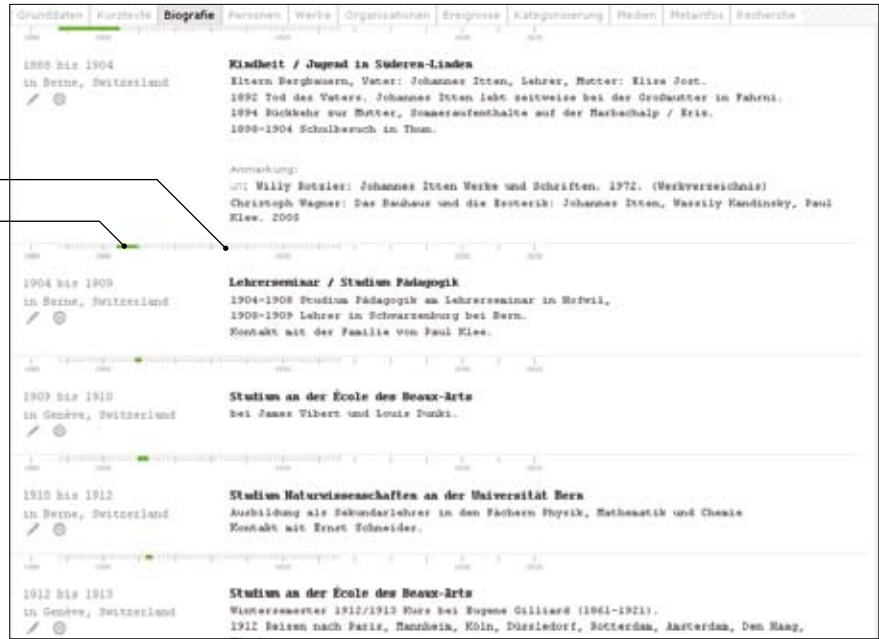 Grunddaten Kurztexte Biografie Personen Werke Organisationen Ereignisse Kategorisierung Medien Metainfos Recherche
1888 bis 1904
in Berne, Switzerland
Kindheit / Jugend in Süderen-Linden
Eltern Bergbauern, Vater: Johannes Itten, Lehrer, Mutter: Elise Jost.
1892 Tod des Vaters. Johannes Itten lebt zeitweise bei der Großmutter in Fahrni.
1894 Rückkehr zur Mutter, Sommeraufenthalte auf der Marbachalp / Eris.
1898-1904 Schulbesuch in Thun.
Anmerkung:
Willy Rotzler: Johannes Itten Werke und Schriften. 1972. (Werkverzeichnis)
Christoph Wagner: Das Bauhaus und die Esoterik: Johannes Itten, Wassily Kandinsky, Paul
Klee. 2005
1904 bis 1909
in Berne, Switzerland
Lehrerseminar / Studium Pädagogik
1904-1908 Studium Pädagogik am Lehrerseminar in Hofwil,
1908-1909 Lehrer in Schwarzenburg bei Bern.
Kontakt mit der Familie von Paul Klee.
1909 bis 1910
in Genève, Switzerland
Studium an der École des Beaux-Arts
bei James Vibert und Louis Dunki.
1910 bis 1912
in Berne, Switzerland
Studium Naturwissenschaften an der Universität Bern
Ausbildung als Sekundarlehrer in den Fächern Physik, Mathematik und Chemie
Kontakt mit Ernst Schneider.
1912 bis 1913
in Genève, Switzerland
Studium an der École des Beaux-Arts
Wintersemester 1912/1913 Kurs bei Eugene Gilliard (1861-1921).
1912 Reisen nach Paris, Mannheim, Köln, Dürsledorf, Rotterdam, Amsterdam, Den Haag,